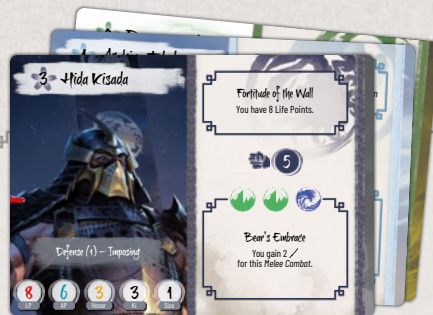 3 Hida Kisada
Fortitude of the Wall
You have 8 Life Points.
5
Bear's Embrace
You gain 2
for this Melee Combat.
Defense (1) – Imposing
8 6 3 3 1
LP AP Honor Ki Size